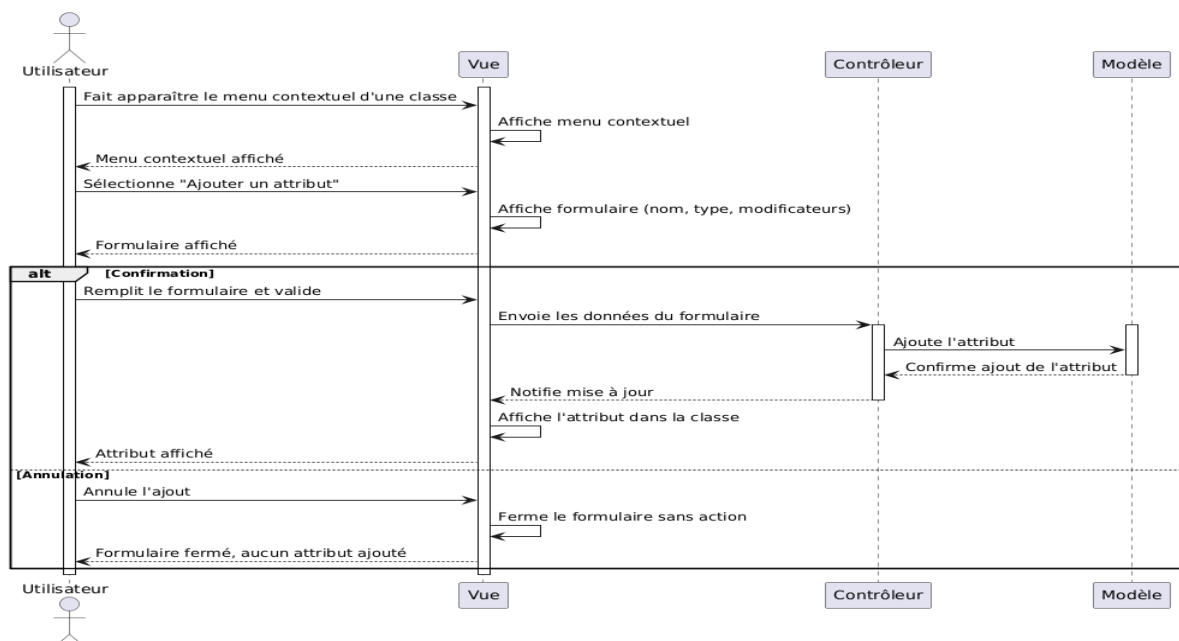 Utilisateur
Vue
Contrôleur
Modèle
Fait apparaître le menu contextuel d'une classe
Affiche menu contextuel
Menu contextuel affiché
Sélectionne "Ajouter un attribut"
Affiche formulaire (nom, type, modificateurs)
Formulaire affiché
alt [Confirmation]
Remplit le formulaire et valide
Envoie les données du formulaire
Ajoute l'attribut
Confirme ajout de l'attribut
Notifie mise à jour
Affiche l'attribut dans la classe
Attribut affiché
[Annulation]
Annule l'ajout
Ferme le formulaire sans action
Formulaire fermé, aucun attribut ajouté
Utilisateur
Vue
Contrôleur
Modèle